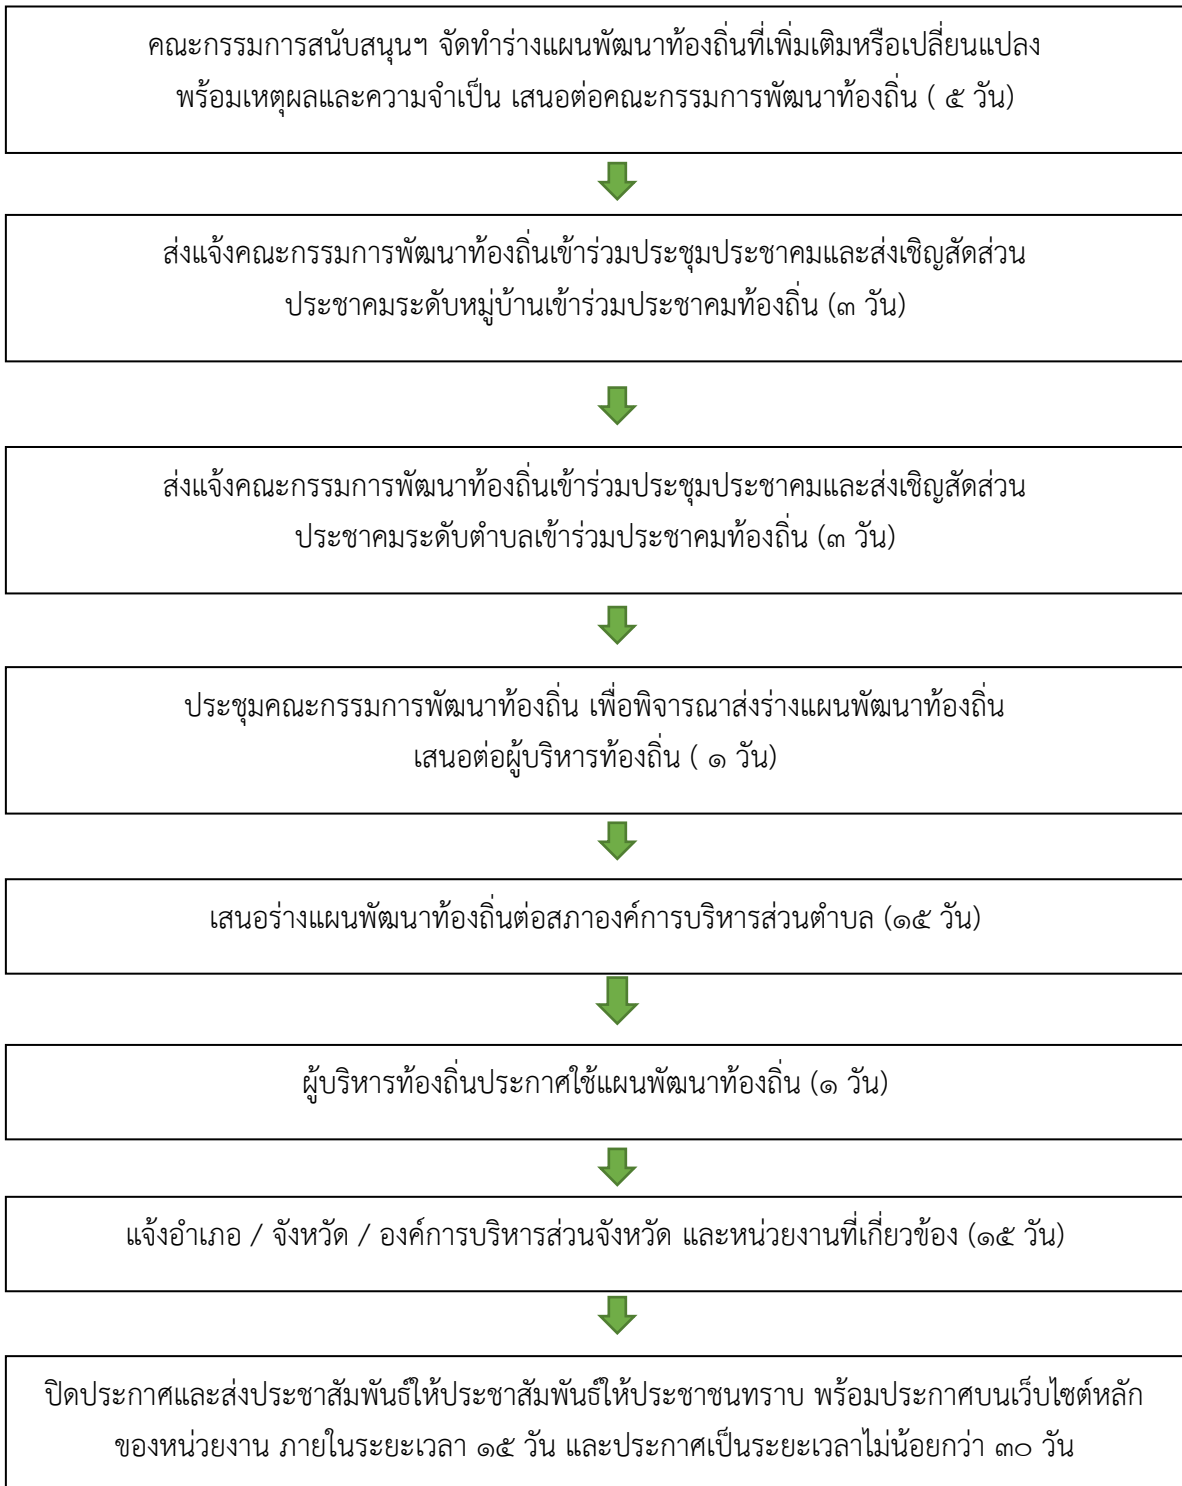 คณะกรรมการสนับสนุนฯ จัดทำร่างแผนพัฒนาท้องถิ่นที่เพิ่มเติมหรือเปลี่ยนแปลง
พร้อมเหตุผลและความจำเป็น เสนอต่อคณะกรรมการพัฒนาท้องถิ่น ( ๕ วัน)
ส่งแจ้งคณะกรรมการพัฒนาท้องถิ่นเข้าร่วมประชุมประชาคมและส่งเชิญสัดส่วน
ประชาคมระดับหมู่บ้านเข้าร่วมประชาคมท้องถิ่น (๓ วัน)
ส่งแจ้งคณะกรรมการพัฒนาท้องถิ่นเข้าร่วมประชุมประชาคมและส่งเชิญสัดส่วน
ประชาคมระดับตำบลเข้าร่วมประชาคมท้องถิ่น (๓ วัน)
ประชุมคณะกรรมการพัฒนาท้องถิ่น เพื่อพิจารณาส่งร่างแผนพัฒนาท้องถิ่น
เสนอต่อผู้บริหารท้องถิ่น ( ๑ วัน)
เสนอร่างแผนพัฒนาท้องถิ่นต่อสภาองค์การบริหารส่วนตำบล (๑๕ วัน)
ผู้บริหารท้องถิ่นประกาศใช้แผนพัฒนาท้องถิ่น (๑ วัน)
แจ้งอำเภอ / จังหวัด / องค์การบริหารส่วนจังหวัด และหน่วยงานที่เกี่ยวข้อง (๑๕ วัน)
ปิดประกาศและส่งประชาสัมพันธ์ให้ประชาสัมพันธ์ให้ประชาชนทราบ พร้อมประกาศบนเว็บไซต์หลัก
ของหน่วยงาน ภายในระยะเวลา ๑๕ วัน และประกาศเป็นระยะเวลาไม่น้อยกว่า ๓๐ วัน